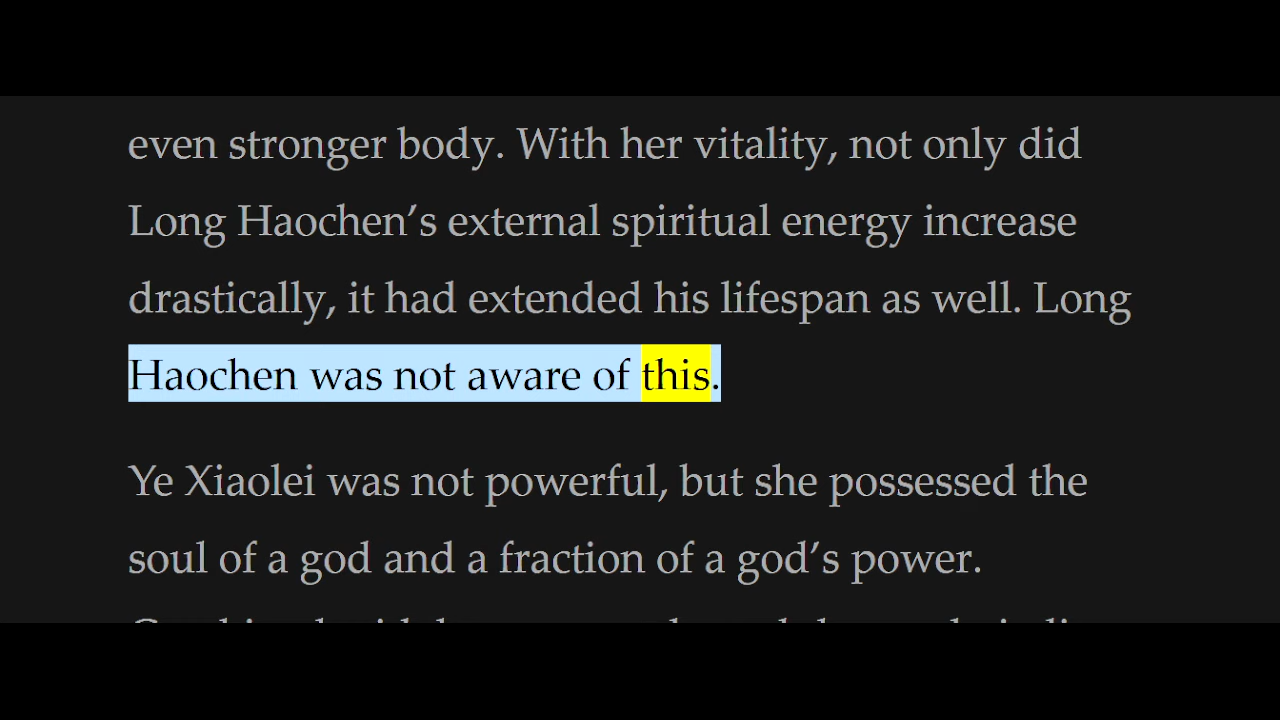 even stronger body. With her vitality, not only did
Long Haochen’s external spiritual energy increase
drastically, it had extended his lifespan as well. Long
Haochen was not aware of this.
Ye Xiaolei was not powerful, but she possessed the
soul of a god and a fraction of a god’s power.